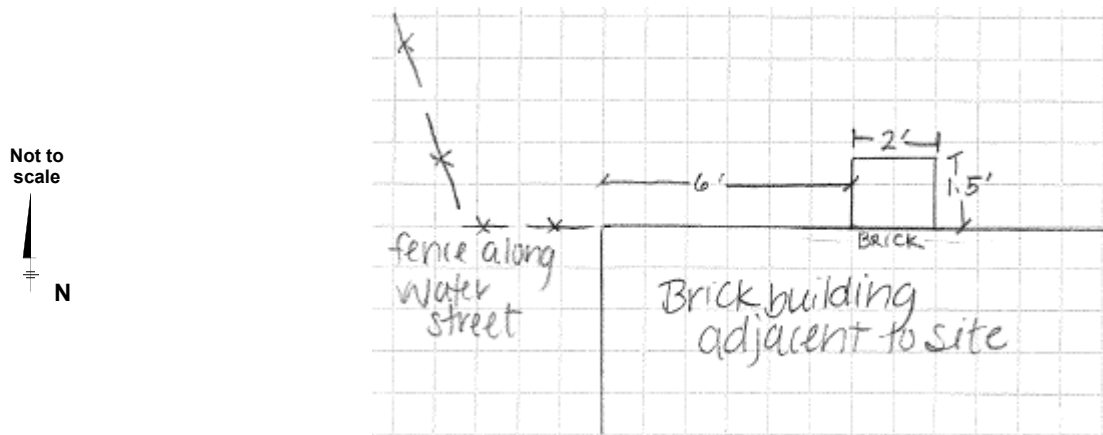 Not to
scale
N
2'
1.5'
6'
BRICK
fence along
water
street
Brick building
adjacent to site